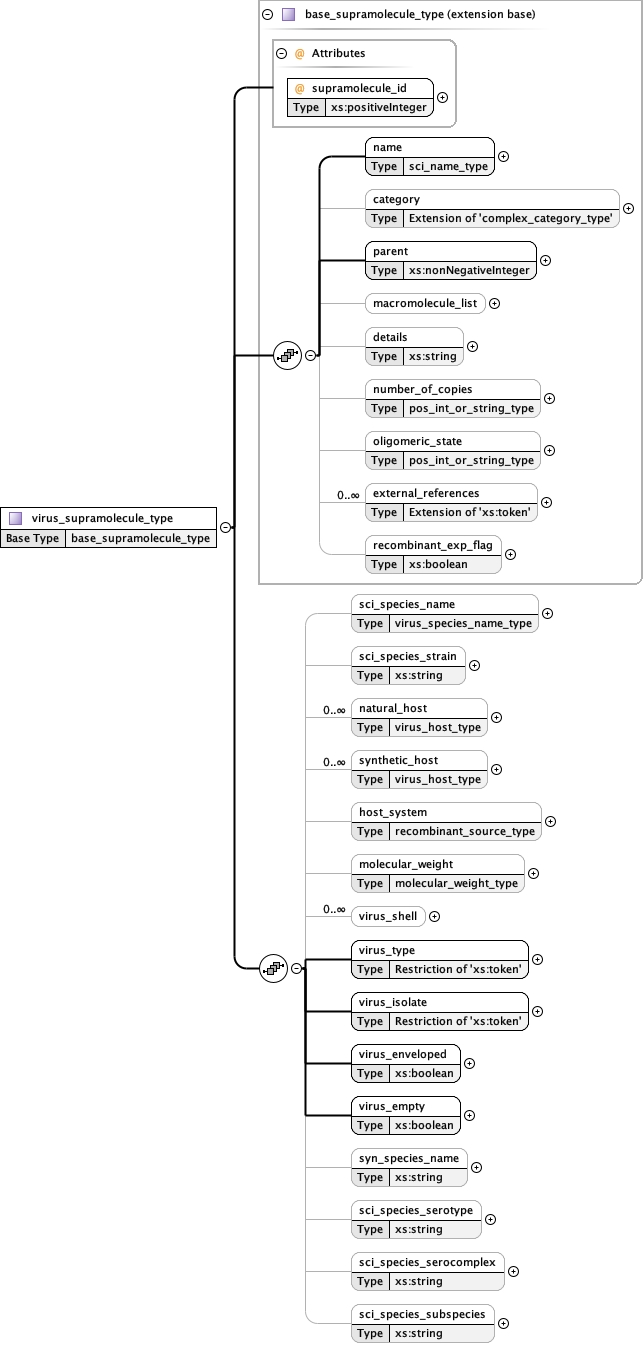 base_supramolecule_type (extension base)
@ Attributes
@ supramolecule_id
Type xs:positiveInteger
name
Type sci_name_type
category
Type Extension of 'complex_category_type'
parent
Type xs:nonNegativeInteger
macromolecule_list
details
Type xs:string
number_of_copies
Type pos_int_or_string_type
oligomeric_state
Type pos_int_or_string_type
0..∞
external_references
Type Extension of 'xs:token'
recombinant_exp_flag
Type xs:boolean
virus_supramolecule_type
Base Type base_supramolecule_type
sci_species_name
Type virus_species_name_type
sci_species_strain
Type xs:string
0..∞
natural_host
Type virus_host_type
0..∞
synthetic_host
Type virus_host_type
host_system
Type recombinant_source_type
molecular_weight
Type molecular_weight_type
0..∞
virus_shell
virus_type
Type Restriction of 'xs:token'
virus_isolate
Type Restriction of 'xs:token'
virus_enveloped
Type xs:boolean
virus_empty
Type xs:boolean
syn_species_name
Type xs:string
sci_species_serotype
Type xs:string
sci_species_serocomplex
Type xs:string
sci_species_subspecies
Type xs:string